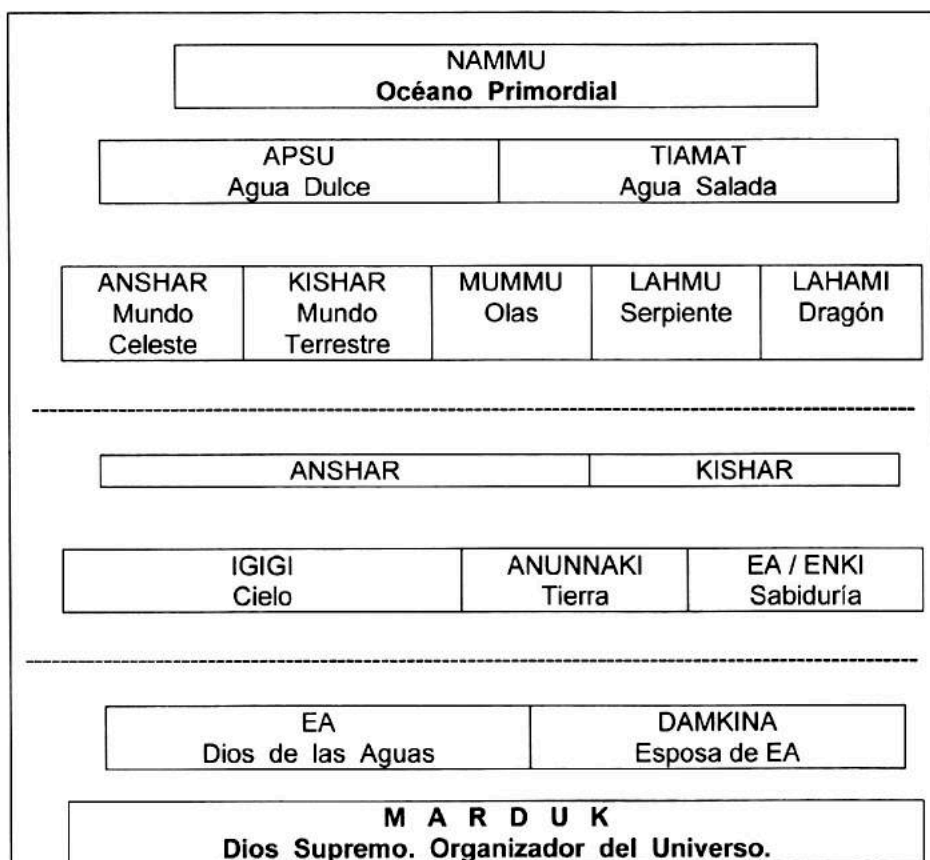 NAMMU
Océano Primordial
APSU TIAMAT
Agua Dulce Agua Salada
ANSHAR KISHAR MUMMU LAHMU LAHAMI
Mundo Mundo Olas Serpiente Dragón
Celeste Terrestre
ANSHAR KISHAR
IGIGI ANUNNAKI EA / ENKI
Cielo Tierra Sabiduría
EA DAMKINA
Dios de las Aguas Esposa de EA
M A R D U K
Dios Supremo. Organizador del Universo.